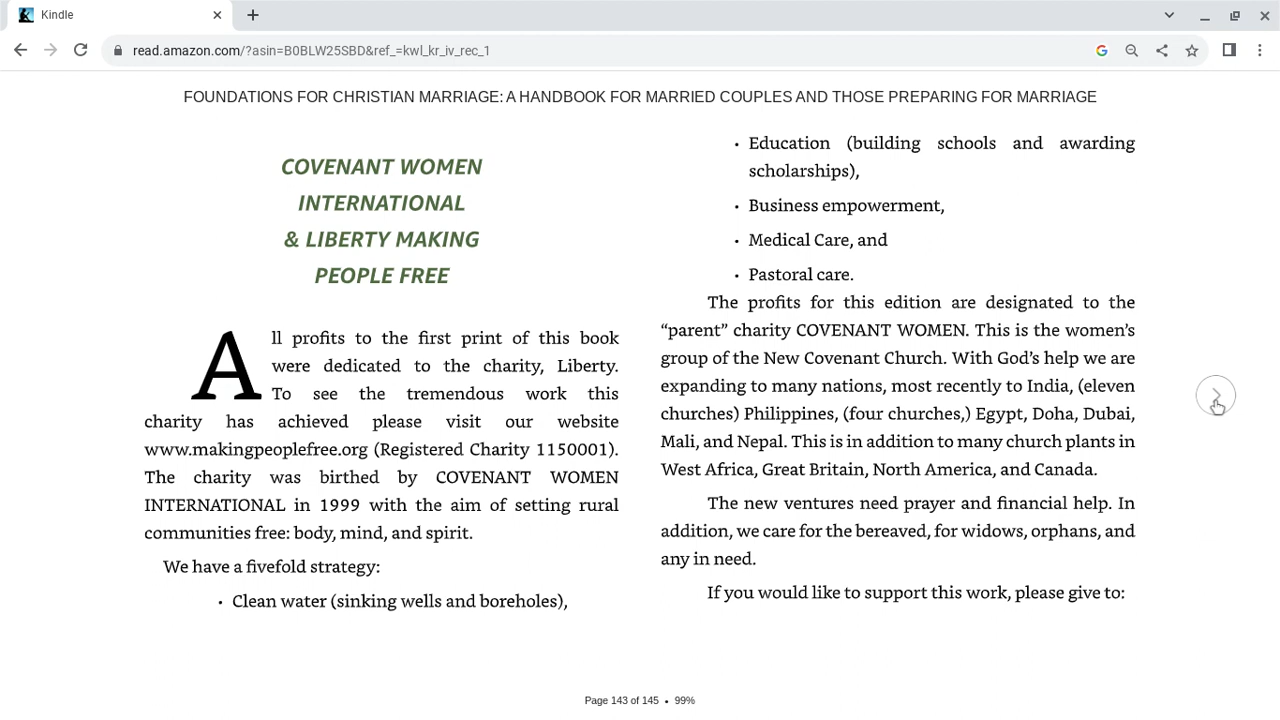 Kindle
read.amazon.com/?asin=B0BLW25SBD&ref_=kwl_kr_iv_rec_1
FOUNDATIONS FOR CHRISTIAN MARRIAGE: A HANDBOOK FOR MARRIED COUPLES AND THOSE PREPARING FOR MARRIAGE
COVENANT WOMEN
INTERNATIONAL
& LIBERTY MAKING
PEOPLE FREE
All profits to the first print of this book
were dedicated to the charity, Liberty.
To see the tremendous work this
charity has achieved please visit our website
www.makingpeoplefree.org (Registered Charity 1150001).
The charity was birthed by COVENANT WOMEN
INTERNATIONAL in 1999 with the aim of setting rural
communities free: body, mind, and spirit.
We have a fivefold strategy:
• Clean water (sinking wells and boreholes),
• Education (building schools and awarding
scholarships),
• Business empowerment,
• Medical Care, and
• Pastoral care.
The profits for this edition are designated to the
“parent” charity COVENANT WOMEN. This is the women’s
group of the New Covenant Church. With God’s help we are
expanding to many nations, most recently to India, (eleven
churches) Philippines, (four churches,) Egypt, Doha, Dubai,
Mali, and Nepal. This is in addition to many church plants in
West Africa, Great Britain, North America, and Canada.
The new ventures need prayer and financial help. In
addition, we care for the bereaved, for widows, orphans, and
any in need.
If you would like to support this work, please give to:
Page 143 of 145 • 99%